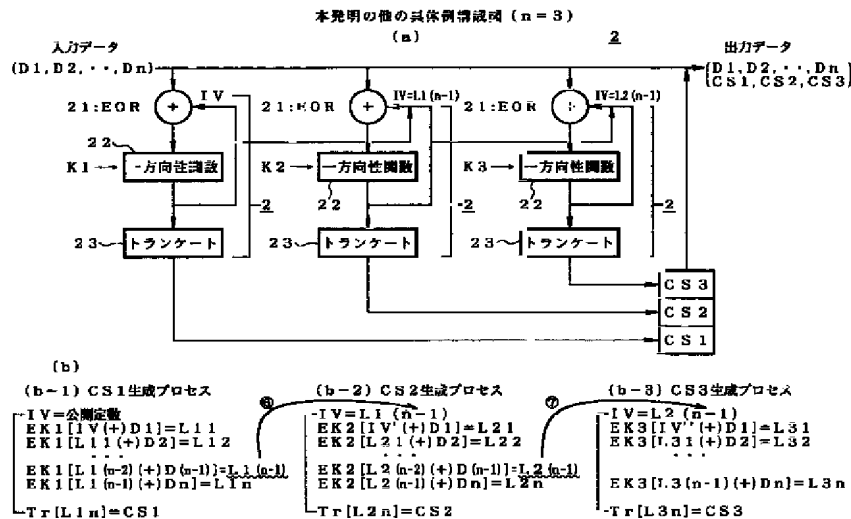 本発明の他の具体例構成図 (n=3)
(a)
2
入力データ
(D1, D2, ··, Dn)
出力データ
(D1, D2, ··, Dn
CS1, CS2, CS3)
21:EOR
+
IV
21:EOR
+
IV=L1(n-1)
21:EOR
+
IV=L2(n-1)
22
K1→
一方向性関数
K2→
一方向性関数
22
K3→
一方向性関数
22
2
2
2
23
トランケート
23
トランケート
23
トランケート
CS3
CS2
CS1
(b)
(b-1) CS1生成プロセス
IV=公開定数
EK1[IV(+)D1]=L11
EK1[L11(+)D2]=L12
···
EK1[L1(n-2)(+)D(n-1)]=L1(n-1)
EK1[L1(n-1)(+)Dn]=L1n
Tr[L1n]=CS1
⑥
(b-2) CS2生成プロセス
IV=L1(n-1)
EK2[IV'(+)D1]=L21
EK2[L21(+)D2]=L22
···
EK2[L2(n-2)(+)D(n-1)]=L2(n-1)
EK2[L2(n-1)(+)Dn]=L2n
Tr[L2n]=CS2
⑦
(b-3) CS3生成プロセス
IV=L2(n-1)
EK3[IV''(+)D1]=L31
EK3[L31(+)D2]=L32
···
EK3[L3(n-1)(+)Dn]=L3n
Tr[L3n]=CS3